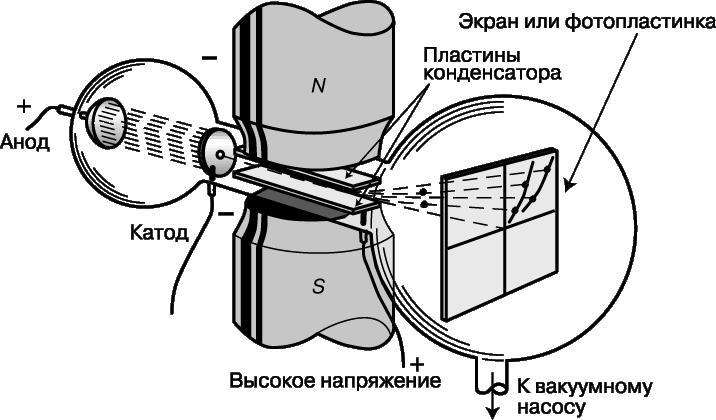 Экран или фотопластинка
Пластины
конденсатора
–
N
+
Анод
–
Катод
S
+
Высокое напряжение
К вакуумному
насосу